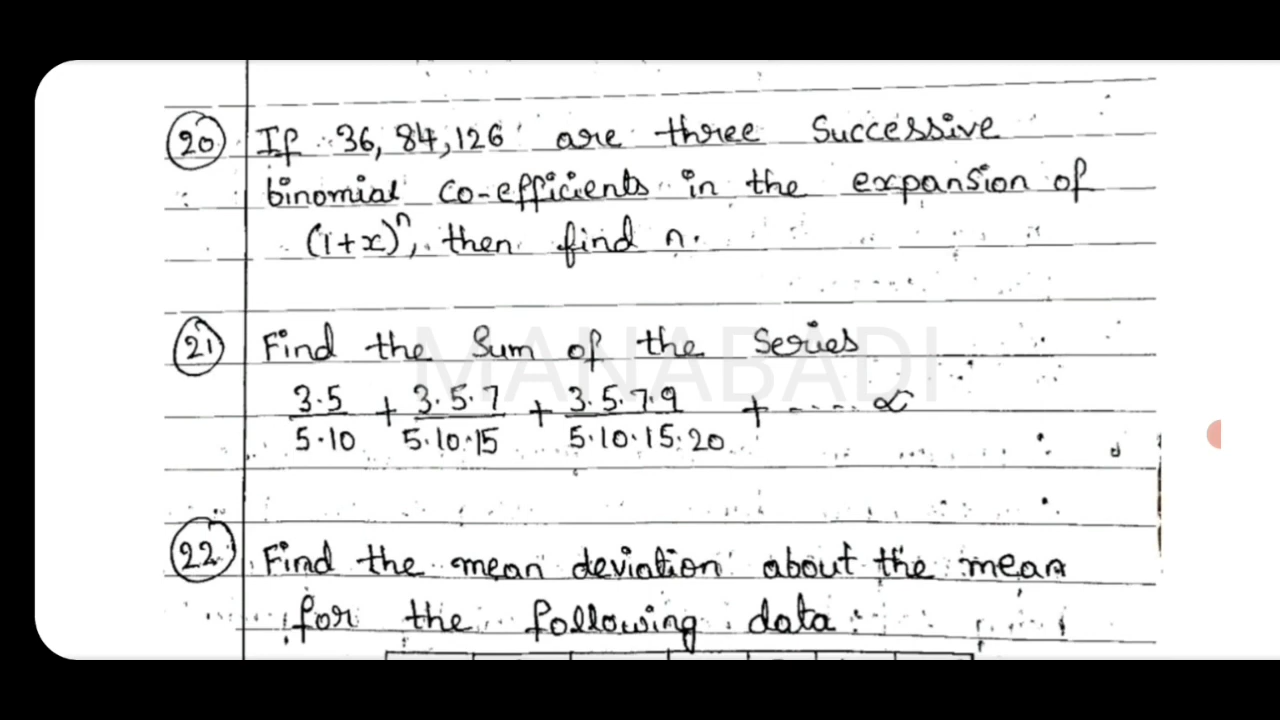 20 If 36, 84, 126 are three successive
binomial co-efficients in the expansion of
(1+x)^n, then find n.
MANABADI
21 Find the Sum of the Series
3.5/5.10 + 3.5.7/5.10.15 + 3.5.7.9/5.10.15.20 + ..... ∝
22 Find the mean deviation about the mean
for the following data: